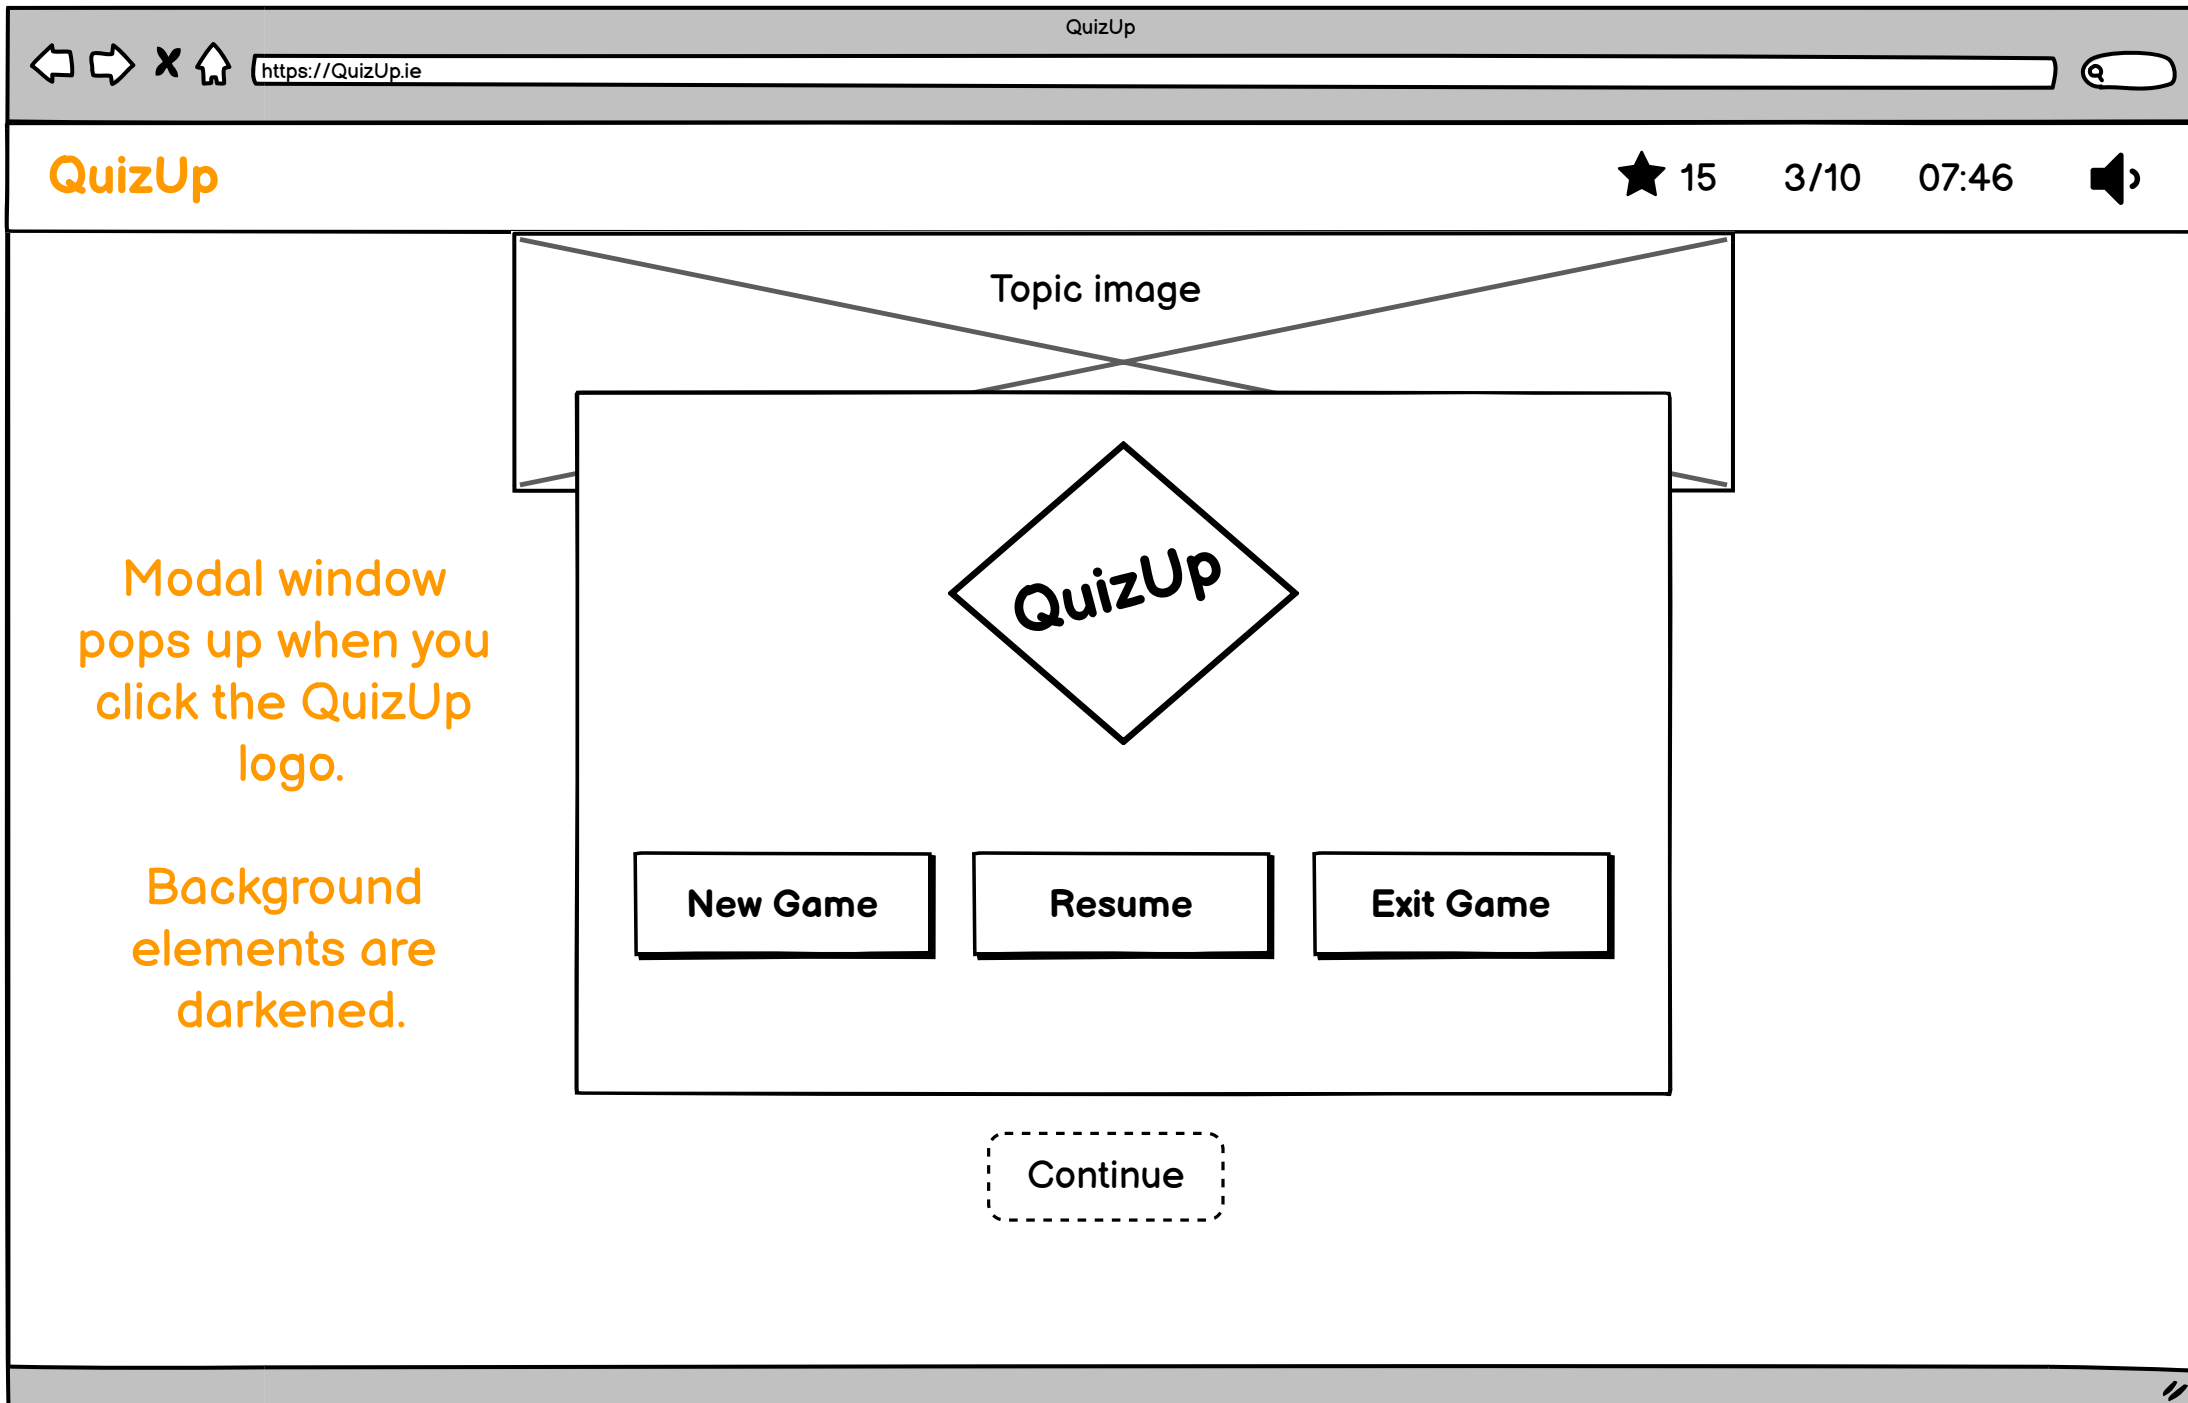 QuizUp
https://QuizUp.ie
QuizUp
15 3/10 07:46
Topic image
QuizUp
Modal window
pops up when you
click the QuizUp
logo.
Background
elements are
darkened.
New Game
Resume
Exit Game
Continue